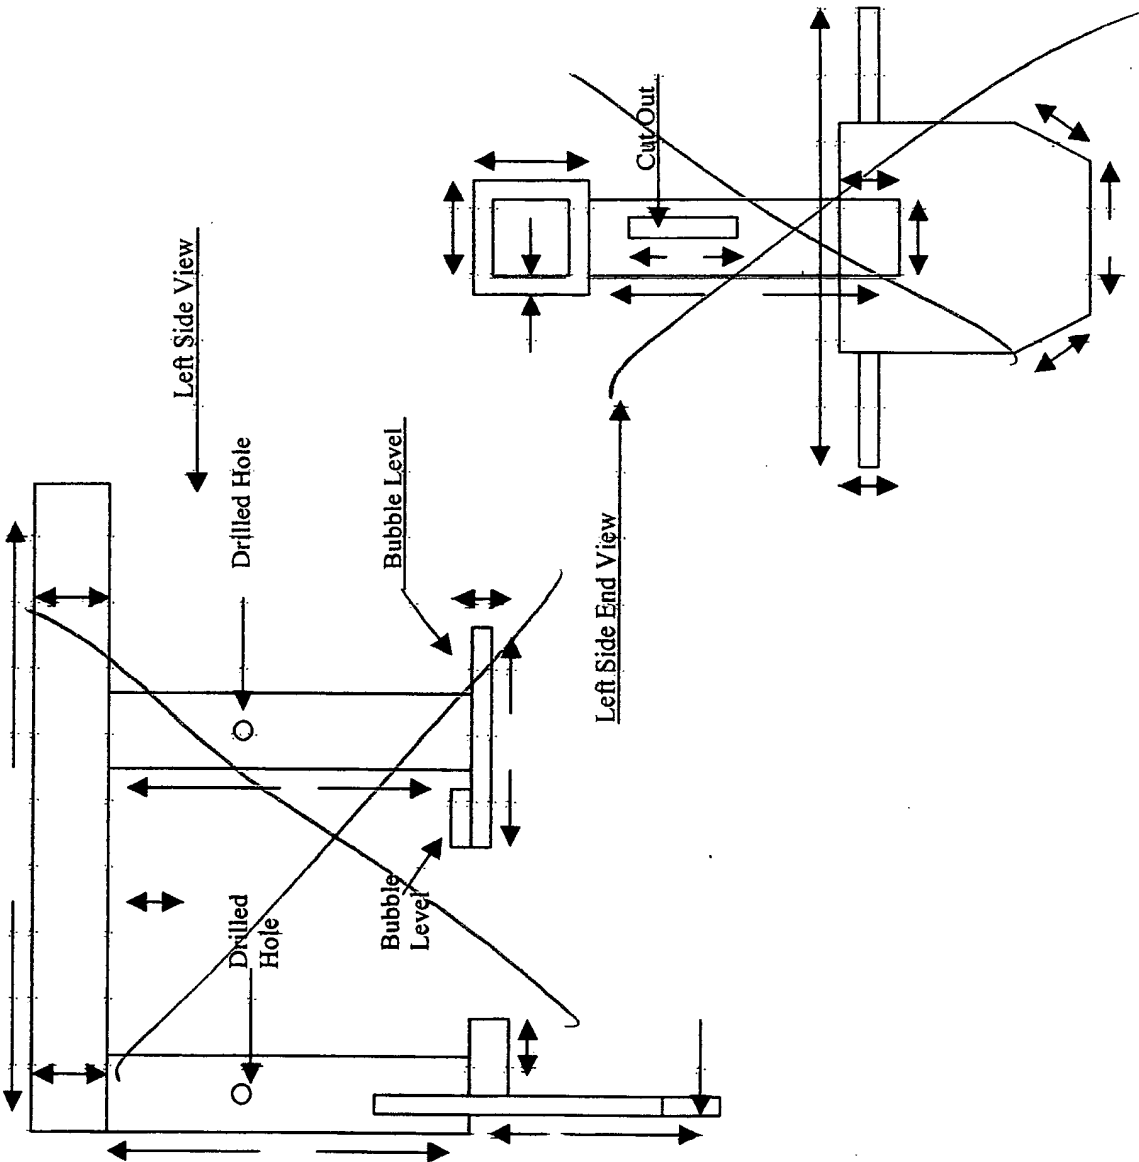 Left Side View
Drilled Hole
Bubble Level
Drilled
Hole
Bubble
Level
Cut Out
Left Side End View